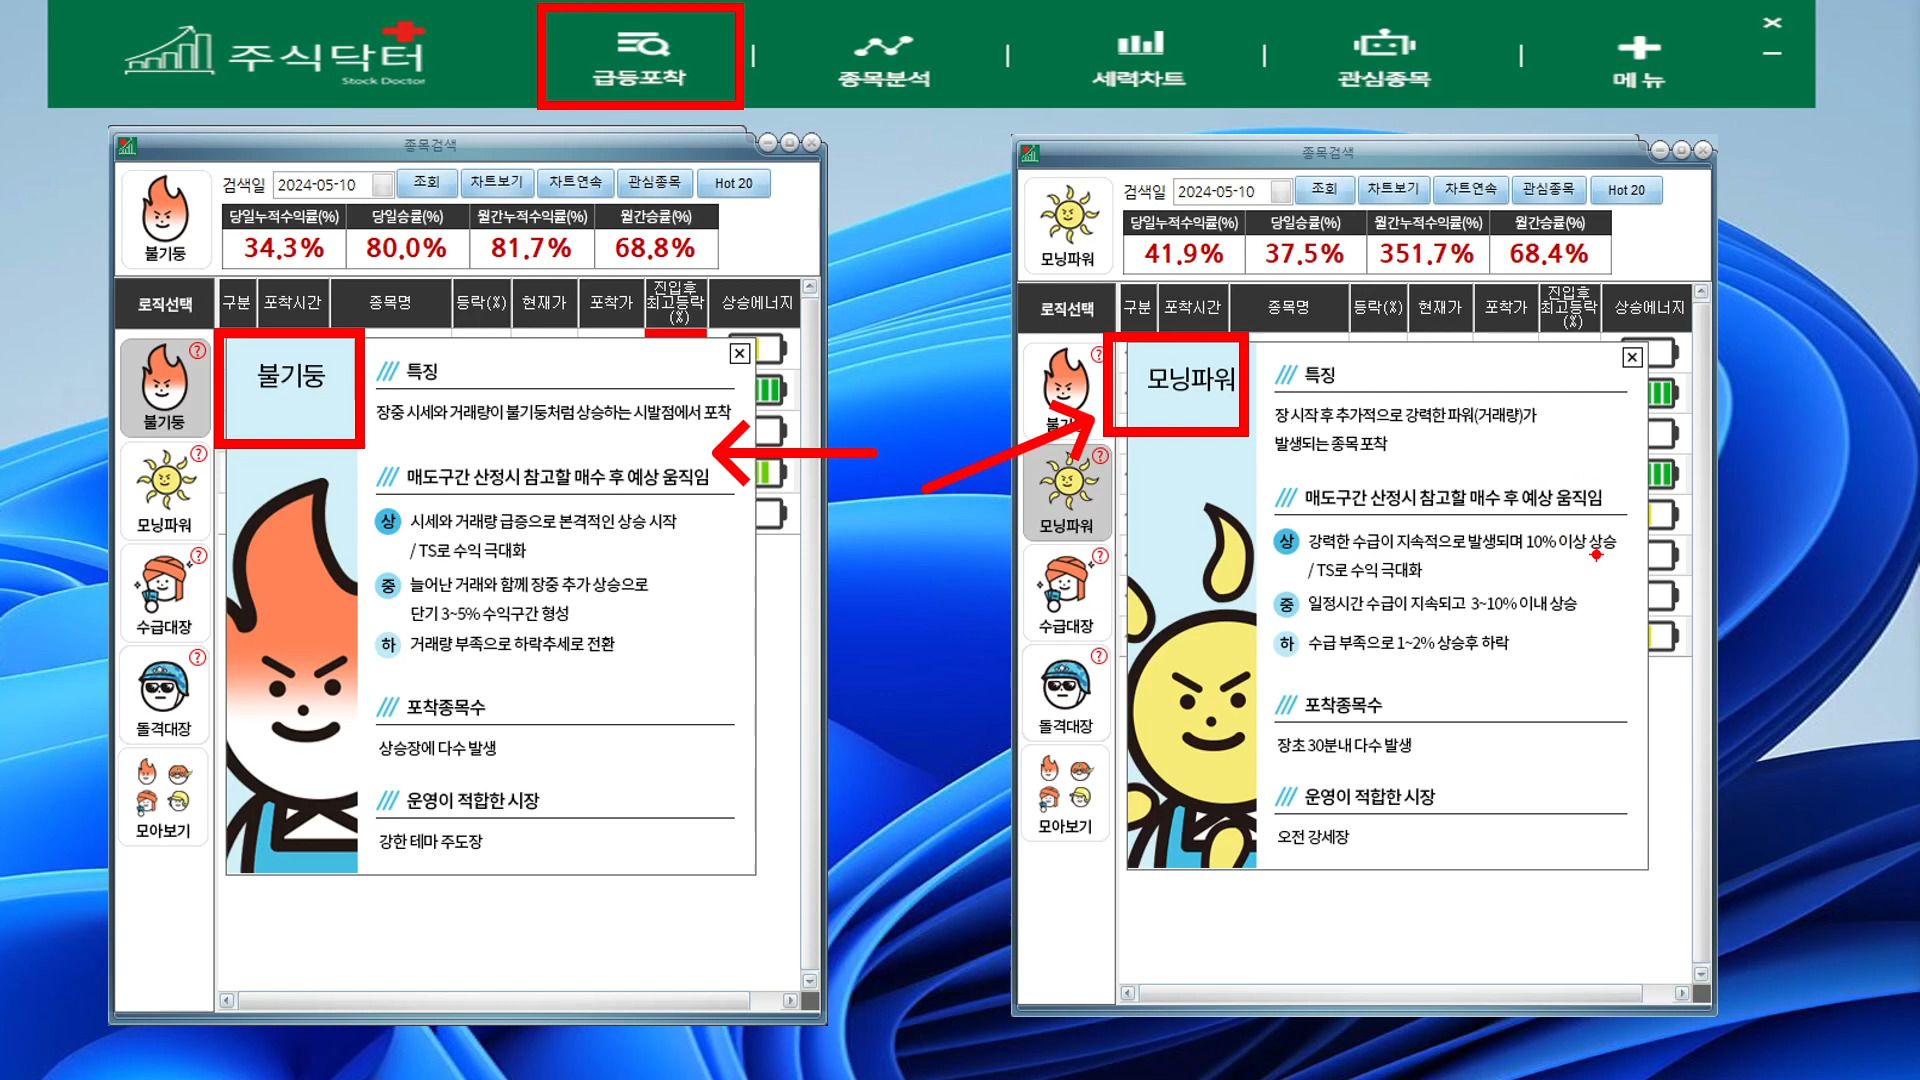 주식닥터
Stock Doctor
급등포착
종목분석
세력차트
관심종목
메뉴
종목검색
불기둥
검색일
2024-05-10
조회
차트보기
차트연속
관심종목
Hot 20
당일누적수익률(%)
당일승률(%)
월간누적수익률(%)
월간승률(%)
34.3%
80.0%
81.7%
68.8%
로직선택
구분
포착시간
종목명
등락(%)
현재가
포착가
진입후
최고등락
(%)
상승에너지
불기둥
모닝파워
수급대장
돌격대장
모아보기
불기둥
특징
장중 시세와 거래량이 불기둥처럼 상승하는 시발점에서 포착
매도구간 산정시 참고할 매수 후 예상 움직임
상 시세와 거래량 급증으로 본격적인 상승 시작
/ TS로 수익 극대화
중 늘어난 거래와 함께 장중 추가 상승으로
단기 3~5% 수익구간 형성
하 거래량 부족으로 하락추세로 전환
포착종목수
상승장에 다수 발생
운영이 적합한 시장
강한 테마 주도장
종목검색
모닝파워
검색일
2024-05-10
조회
차트보기
차트연속
관심종목
Hot 20
당일누적수익률(%)
당일승률(%)
월간누적수익률(%)
월간승률(%)
41.9%
37.5%
351.7%
68.4%
로직선택
구분
포착시간
종목명
등락(%)
현재가
포착가
진입후
최고등락
(%)
상승에너지
모닝파워
수급대장
돌격대장
모아보기
모닝파워
특징
장 시작 후 추가적으로 강력한 파워(거래량)가
발생되는 종목 포착
매도구간 산정시 참고할 매수 후 예상 움직임
상 강력한 수급이 지속적으로 발생되며 10% 이상 상승
/ TS로 수익 극대화
중 일정시간 수급이 지속되고 3~10% 이내 상승
하 수급 부족으로 1~2% 상승후 하락
포착종목수
장초 30분내 다수 발생
운영이 적합한 시장
오전 강세장